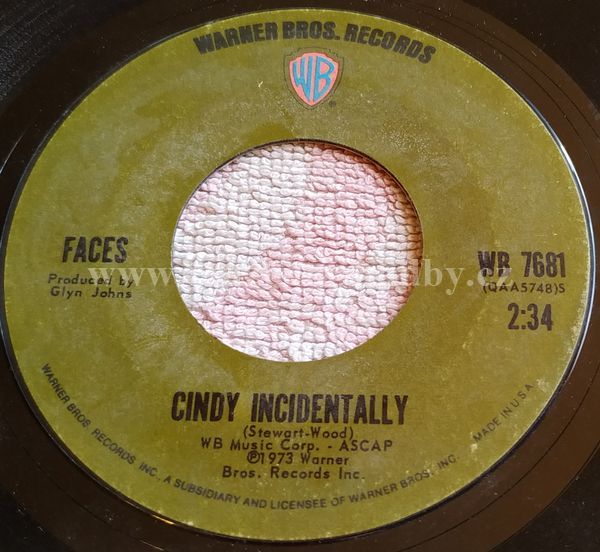 WARNER BROS. RECORDS
WB
®
FACES
Produced by
Glyn Johns
WB 7681
(QAA5748)S
2:34
CINDY INCIDENTALLY
(Stewart-Wood)
WB Music Corp. - ASCAP
©1973 Warner
Bros. Records Inc.
WARNER BROS. RECORDS INC., A SUBSIDIARY AND LICENSEE OF WARNER BROS., INC.
MADE IN U.S.A.